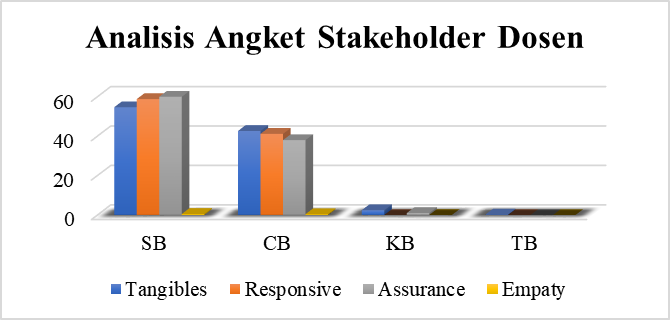 Analisis Angket Stakeholder Dosen
60
40
20
0
SB CB KB TB
Tangibles Responsive Assurance Empaty